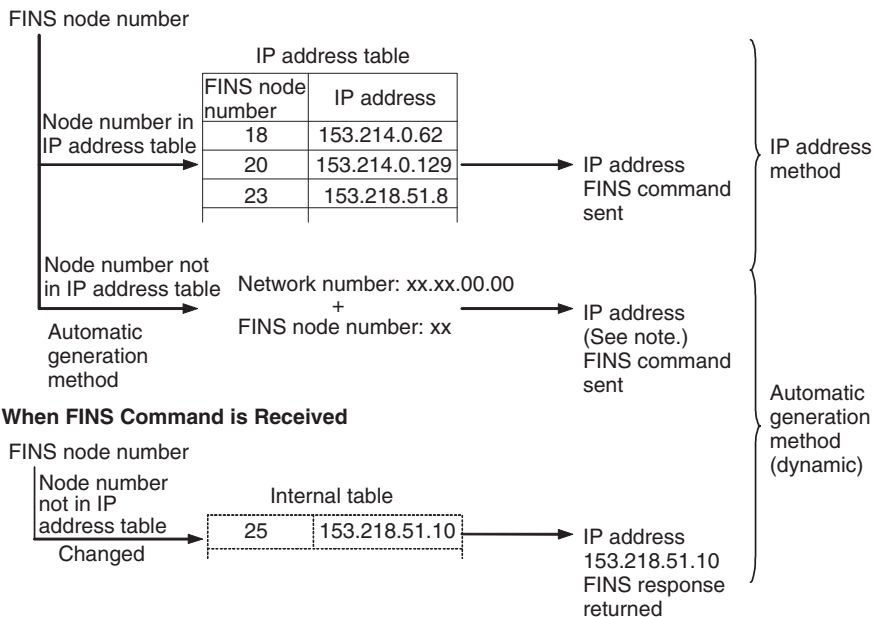 FINS node number
IP address table
FINS node
number
IP address
18
153.214.0.62
20
153.214.0.129
23
153.218.51.8
Node number in
IP address table
IP address
FINS command
sent
IP address
method
Node number not
in IP address table
Automatic
generation
method
Network number: xx.xx.00.00
+
FINS node number: xx
IP address
(See note.)
FINS command
sent
Automatic
generation
method
(dynamic)
When FINS Command is Received
FINS node number
Node number
not in IP
address table
Changed
Internal table
25
153.218.51.10
IP address
153.218.51.10
FINS response
returned